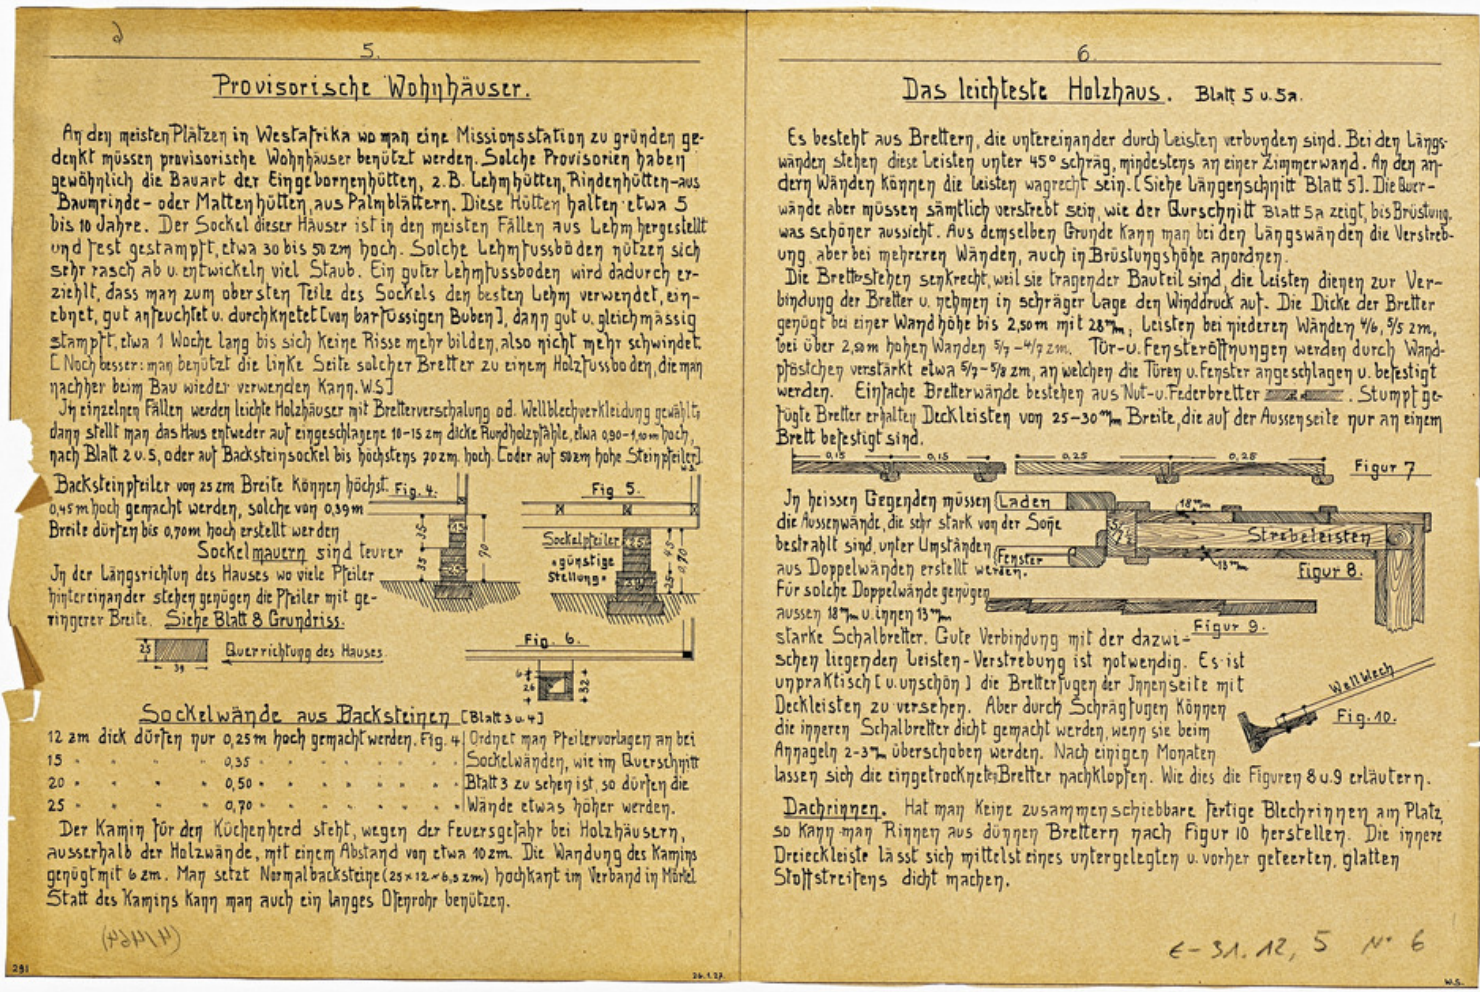 5.
Provisorische Wohnhäuser.
An den meisten Plätzen in Westafrika wo man eine Missionsstation zu gründen ge-
denkt müssen provisorische Wohnhäuser benützt werden. Solche Provisorien haben
gewöhnlich die Bauart der Eingebornenhütten, z.B. Lehmhütten, Rindenhütten-aus
Baumrinde- oder Mattenhütten, aus Palmblättern. Diese Hütten halten etwa 5
bis 10 Jahre. Der Sockel dieser Häuser ist in den meisten Fällen aus Lehm hergestellt
und fest gestampft, etwa 30 bis 50 zm hoch. Solche Lehmfussböden nützen sich
sehr rasch ab u. entwickeln viel Staub. Ein guter Lehmfussboden wird dadurch er-
ziehlt, dass man zum obersten Teile des Sockels den besten Lehm verwendet, ein-
ebnet, gut anfeuchtet u. durchknetet [von barfüssigen Buben], dann gut u. gleichmässig
stampft, etwa 1 Woche lang bis sich keine Risse mehr bilden, also nicht mehr schwindet.
[Noch besser: man benützt die linke Seite solcher Bretter zu einem Holzfussboden, die man
nachher beim Bau wieder verwenden kann. W.S]
In einzelnen Fällen werden leichte Holzhäuser mit Bretterverschalung od. Wellblechverkleidung gewählt,
dann stellt man das Haus entweder auf eingeschlagene 10-15 zm dicke Rundholzpfähle, etwa 0,90-1,10 m hoch,
nach Blatt 2 u. 5, oder auf Backsteinsockel bis höchstens 70 zm. hoch. [oder auf 50 zm hohe Steinpfeiler]
W.S.
Backsteinpfeiler von 25 zm Breite können höchst.
0,45 m hoch gemacht werden, solche von 0,39 m
Breite dürfen bis 0,70 m hoch erstellt werden
Sockelmauern sind teurer
In der Längsrichtun des Hauses wo viele Pfeiler
hintereinander stehen genügen die Pfeiler mit ge-
ringerer Breite. Siehe Blatt 8 Grundriss.
Fig. 4.
35 35
25
70
Fig 5.
Sockelpfeiler
günstige
Stellung
25
39
25 45
0,70
25
39
Querrichtung des Hauses.
Fig. 6.
6
26
32
Sockelwände aus Backsteinen [Blatt 3 u. 4]
12 zm dick dürfen nur 0,25 m hoch gemacht werden. Fig. 4
15 " " " 0,35 " " " "
20 " " " 0,50 " " " "
25 " " " 0,70 " " " "
Ordnet man Pfeilervorlagen an bei
Sockelwänden, wie im Querschnitt
Blatt 3 zu sehen ist, so dürfen die
Wände etwas höher werden.
Der Kamin für den Küchenherd steht, wegen der Feuersgefahr bei Holzhäusern,
ausserhalb der Holzwände, mit einem Abstand von etwa 10 zm. Die Wandung des Kamins
genügt mit 6 zm. Man setzt Normalbacksteine (25 x 12 x 6,5 zm) hochkant im Verband in Mörtel
Statt des Kamins kann man auch ein langes Ofenrohr benützen.
291
26.1.27.
6.
Das leichteste Holzhaus. Blatt 5 u. 5a.
Es besteht aus Brettern, die untereinander durch Leisten verbunden sind. Bei den Längs-
wänden stehen diese Leisten unter 45° schräg, mindestens an einer Zimmerwand. An den an-
dern Wänden können die Leisten wagrecht sein. [Siehe Längenschnitt Blatt 5]. Die Quer-
wände aber müssen sämtlich verstrebt sein, wie der Qurschnitt Blatt 5a zeigt, bis Brüstung.
was schöner aussicht. Aus demselben Grunde kann man bei den Längswänden die Verstreb-
ung, aber bei mehreren Wänden, auch in Brüstungshöhe anordnen.
Die Bretter stehen senkrecht, weil sie tragender Bauteil sind, die Leisten dienen zur Ver-
bindung der Bretter u. nehmen in schräger Lage den Winddruck auf. Die Dicke der Bretter
genügt bei einer Wandhöhe bis 2,50 m mit 28 m/m, Leisten bei niederen Wänden 4/6, 5/5 zm,
bei über 2,50 m hohen Wanden 5/7 - 4/7 zm. Tür- u. Fensteröffnungen werden durch Wand-
pföstchen verstärkt etwa 5/7 - 5/8 zm, an welchen die Türen u. Fenster angeschlagen u. befestigt
werden. Einfache Bretterwände bestehen aus Nut- u. Federbretter. Stumpf ge-
fügte Bretter erhalten Deckleisten von 25-30 m/m Breite, die auf der Aussenseite nur an einem
Brett befestigt sind.
0,15 0,15 0,25 0,25
Figur 7
In heissen Gegenden müssen
die Aussenwände, die sehr stark von der Sonne
bestrahlt sind, unter Umständen
aus Doppelwänden erstellt werden.
Für solche Doppelwände genügen
aussen 18 m/m u. innen 13 m/m
Laden
Fenster
5/7
18 m/m
Strebeleisten
13 m/m
Figur 8.
Figur 9.
starke Schalbretter. Gute Verbindung mit der dazwi-
schen liegenden Leisten-Verstrebung ist notwendig. Es ist
unpraktisch [u. unschön] die Bretterfugen der Innenseite mit
Deckleisten zu versehen. Aber durch Schrägfugen können
die inneren Schalbretter dicht gemacht werden, wenn sie beim
Annageln 2-3 m/m überschoben werden. Nach einigen Monaten
lassen sich die eingetrockneten Bretter nachklopfen. Wie dies die Figuren 8 u. 9 erläutern.
Wellblech
Fig. 10.
Dachrinnen. Hat man keine zusammenschiebbare fertige Blechrinnen am Platz,
so kann man Rinnen aus dünnen Brettern nach Figur 10 herstellen. Die innere
Dreieckleiste lässt sich mittelst eines untergelegten u. vorher geteerten, glatten
Stoffstreifens dicht machen.
E-31.12,5 No 6
W.S.